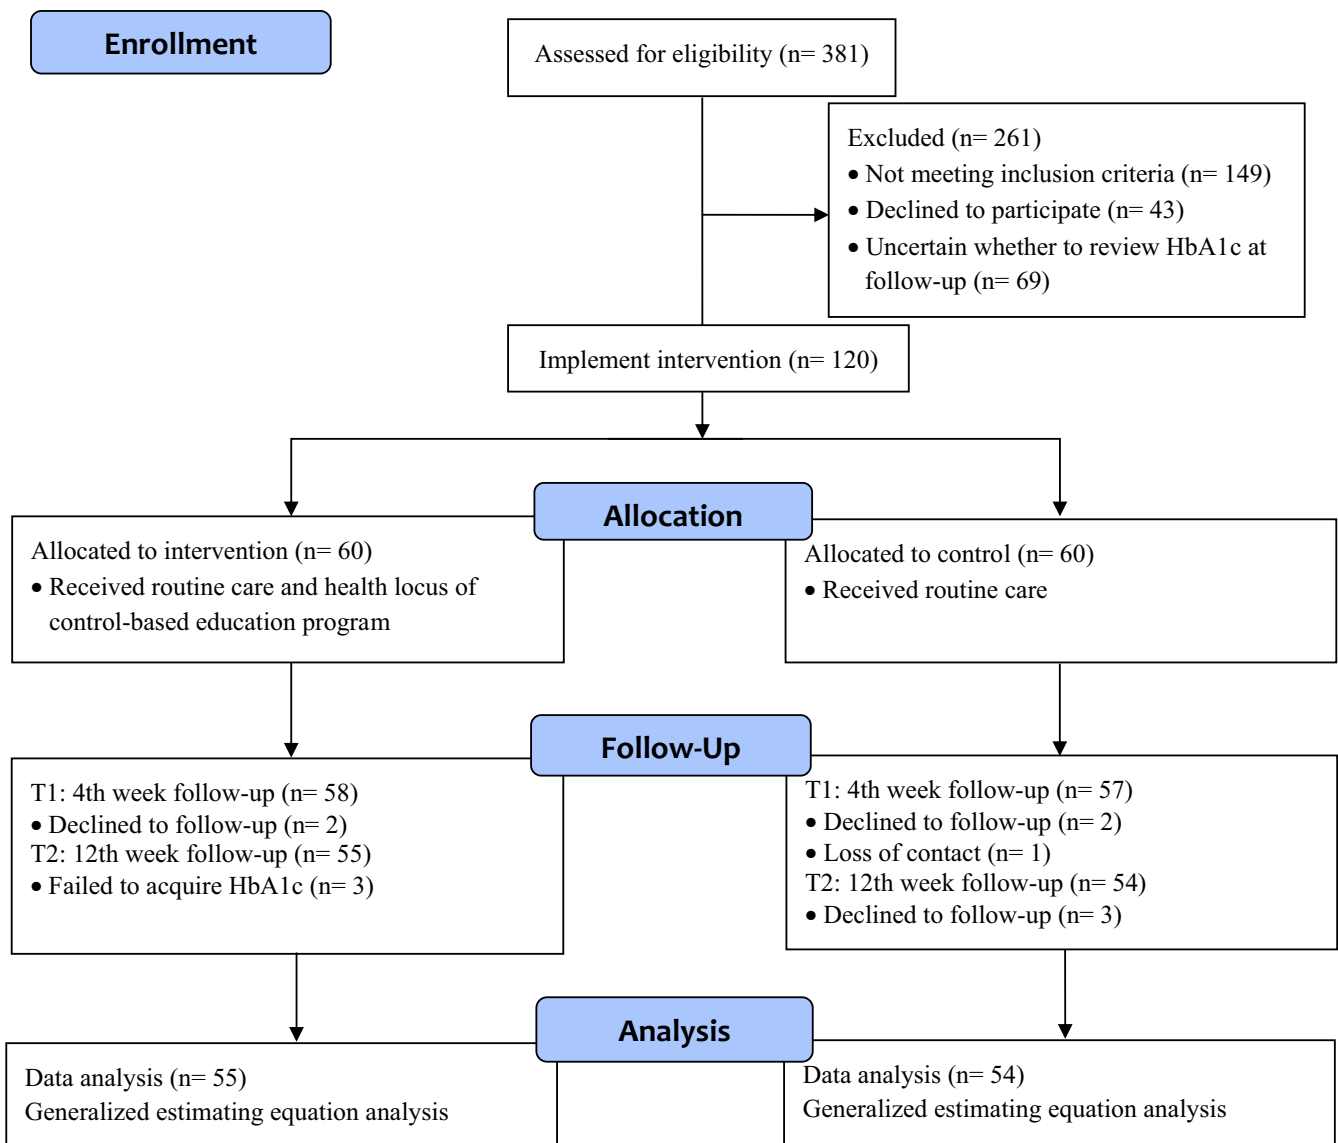 Enrollment
Assessed for eligibility (n= 381)
Excluded (n= 261)
• Not meeting inclusion criteria (n= 149)
• Declined to participate (n= 43)
• Uncertain whether to review HbA1c at
follow-up (n= 69)
Implement intervention (n= 120)
Allocation
Allocated to intervention (n= 60)
• Received routine care and health locus of
control-based education program
Allocated to control (n= 60)
• Received routine care
Follow-Up
T1: 4th week follow-up (n= 58)
• Declined to follow-up (n= 2)
T2: 12th week follow-up (n= 55)
• Failed to acquire HbA1c (n= 3)
T1: 4th week follow-up (n= 57)
• Declined to follow-up (n= 2)
• Loss of contact (n= 1)
T2: 12th week follow-up (n= 54)
• Declined to follow-up (n= 3)
Analysis
Data analysis (n= 55)
Generalized estimating equation analysis
Data analysis (n= 54)
Generalized estimating equation analysis